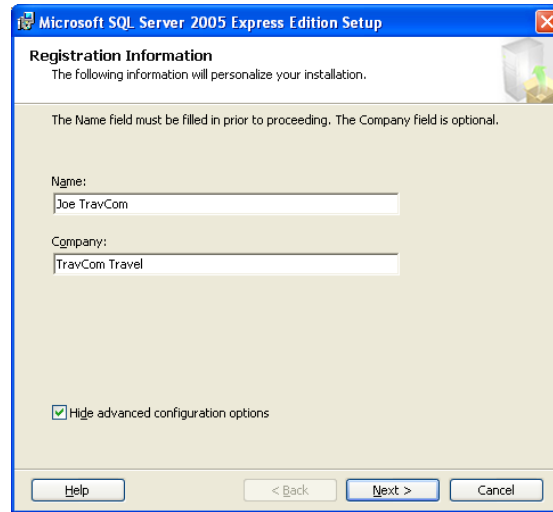 Microsoft SQL Server 2005 Express Edition Setup
Registration Information
The following information will personalize your installation.
The Name field must be filled in prior to proceeding. The Company field is optional.
Name:
Joe TravCom
Company:
TravCom Travel
Hide advanced configuration options
Help
< Back
Next >
Cancel